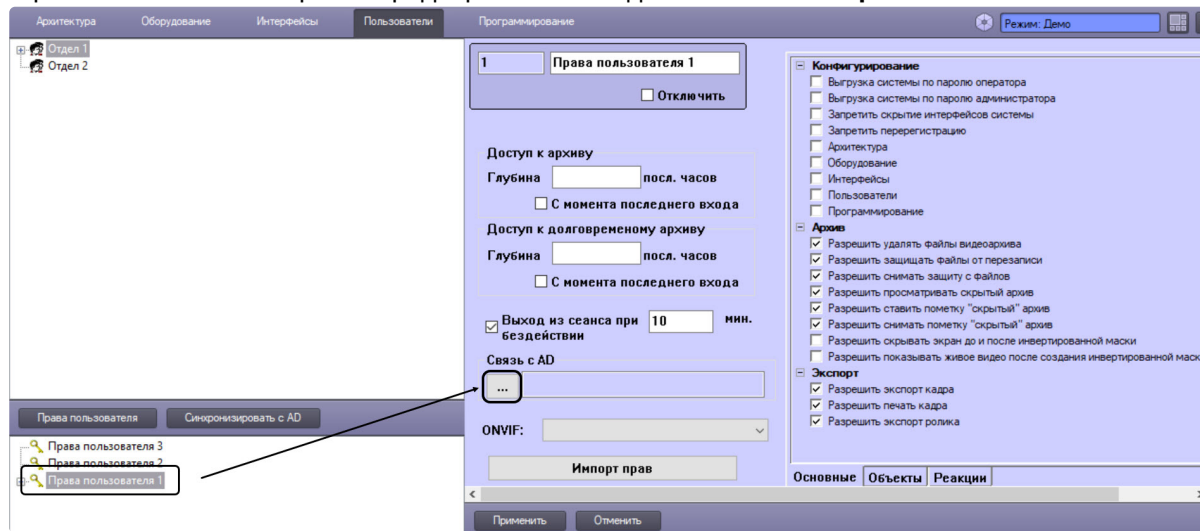 Архитектура Оборудование Интерфейсы Пользователи Программирование Режим: Демо
Отдел 1
Отдел 2
1 Права пользователя 1
Отключить
Доступ к архиву
Глубина посл. часов
С момента последнего входа
Доступ к долговременому архиву
Глубина посл. часов
С момента последнего входа
Выход из сеанса при 10 мин.
бездействии
Связь с AD
...
ONVIF:
Импорт прав
Конфигурирование
Выгрузка системы по паролю оператора
Выгрузка системы по паролю администратора
Запретить скрытие интерфейсов системы
Запретить перерегистрацию
Архитектура
Оборудование
Интерфейсы
Пользователи
Программирование
Архив
Разрешить удалять файлы видеоархива
Разрешить защищать файлы от перезаписи
Разрешить снимать защиту с файлов
Разрешить просматривать скрытый архив
Разрешить ставить пометку "скрытый" архив
Разрешить снимать пометку "скрытый" архив
Разрешить скрывать экран до и после инвертированной маски
Разрешить показывать живое видео после создания инвертированной маск
Экспорт
Разрешить экспорт кадра
Разрешить печать кадра
Разрешить экспорт ролика
Основные Объекты Реакции
Права пользователя Синхронизировать с AD
Права пользователя 3
Права пользователя 2
Права пользователя 1
Применить Отменить